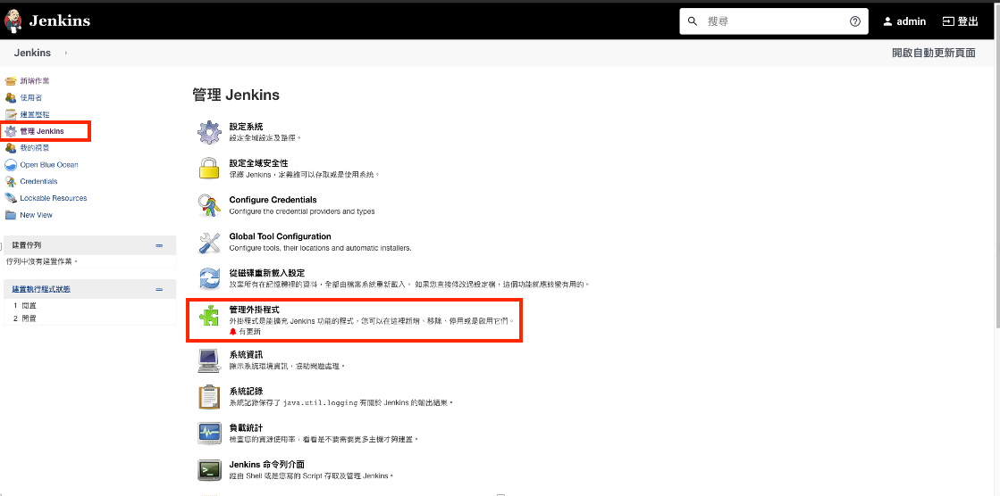 Jenkins
搜尋
admin
登出
Jenkins
開啟自動更新頁面
新增作業
使用者
建置歷程
管理 Jenkins
我的視景
Open Blue Ocean
Credentials
Lockable Resources
New View
建置佇列
佇列中沒有建置作業。
建置執行程式狀態
1 閒置
2 閒置
管理 Jenkins
設定系統
設定全域設定及路徑。
設定全域安全性
保護 Jenkins，定義誰可以存取或是使用系統。
Configure Credentials
Configure the credential providers and types
Global Tool Configuration
Configure tools, their locations and automatic installers.
從磁碟重新載入設定
放棄所有在記憶體裡的資料，全部由檔案系統重新載入。 如果您直接修改過設定檔，這個功能就應該蠻有用的。
管理外掛程式
外掛程式是能擴充 Jenkins 功能的程式，您可以在這裡新增、移除、停用或是啟用它們。
有更新
系統資訊
顯示系統環境資訊，協助問題處理。
系統記錄
系統記錄保存了 java.util.logging 有關於 Jenkins 的輸出結果。
負載統計
檢查您的資源使用率，看看是不要需要更多主機才夠建置。
Jenkins 命令列介面
經由 Shell 或是您寫的 Script 存取及管理 Jenkins。